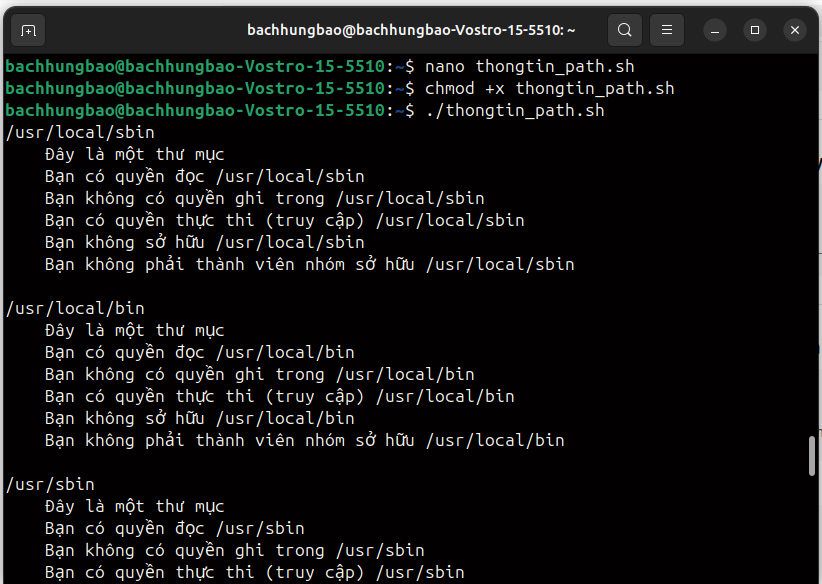 bachhungbao@bachhungbao-Vostro-15-5510: ~
bachhungbao@bachhungbao-Vostro-15-5510:~$ nano thongtin_path.sh
bachhungbao@bachhungbao-Vostro-15-5510:~$ chmod +x thongtin_path.sh
bachhungbao@bachhungbao-Vostro-15-5510:~$ ./thongtin_path.sh
/usr/local/sbin
    Đây là một thư mục
    Bạn có quyền đọc /usr/local/sbin
    Bạn không có quyền ghi trong /usr/local/sbin
    Bạn có quyền thực thi (truy cập) /usr/local/sbin
    Bạn không sở hữu /usr/local/sbin
    Bạn không phải thành viên nhóm sở hữu /usr/local/sbin

/usr/local/bin
    Đây là một thư mục
    Bạn có quyền đọc /usr/local/bin
    Bạn không có quyền ghi trong /usr/local/bin
    Bạn có quyền thực thi (truy cập) /usr/local/bin
    Bạn không sở hữu /usr/local/bin
    Bạn không phải thành viên nhóm sở hữu /usr/local/bin

/usr/sbin
    Đây là một thư mục
    Bạn có quyền đọc /usr/sbin
    Bạn không có quyền ghi trong /usr/sbin
    Bạn có quyền thực thi (truy cập) /usr/sbin